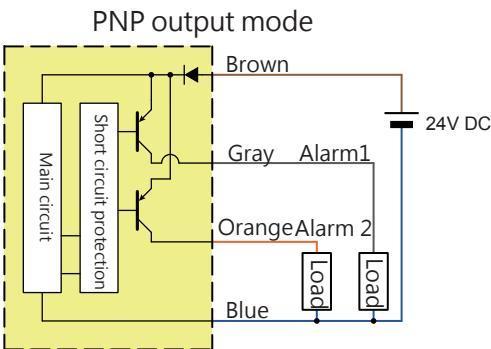 PNP output mode
Brown
24V DC
Main circuit
Short circuit protection
Gray Alarm1
Orange Alarm 2
Load
Load
Blue